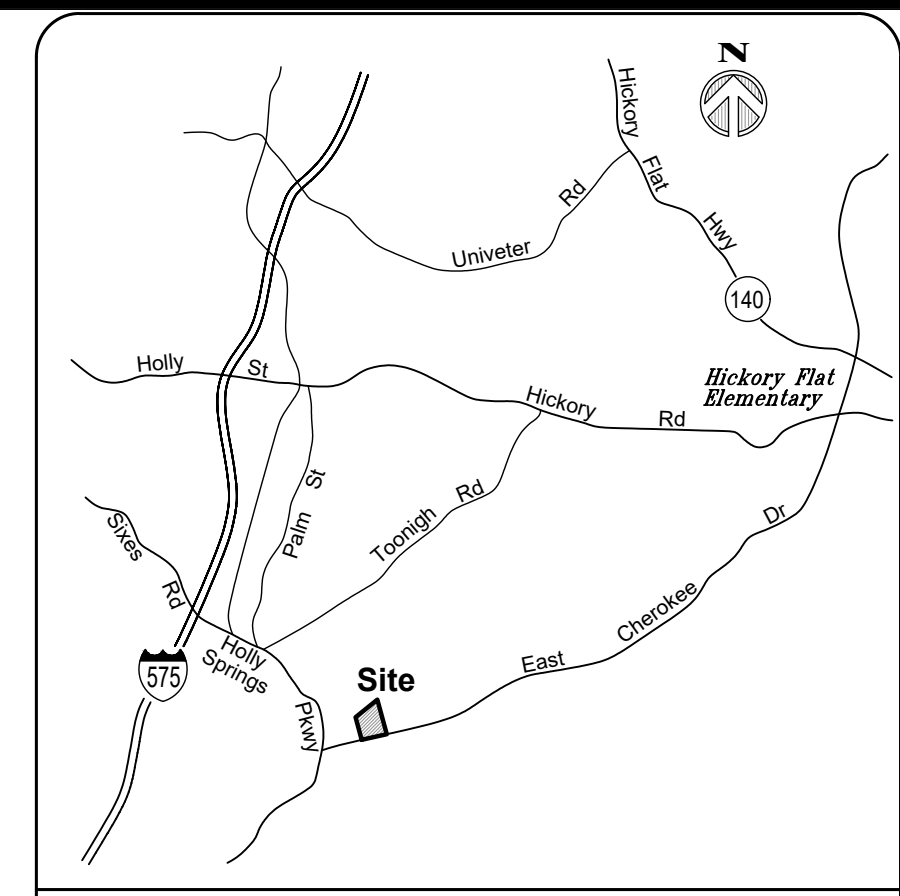 N
Hickory
Flat
Hwy
140
Univeter
Rd
Holly
St
Hickory
Rd
Hickory Flat
Elementary
Palm
St
Toonigh
Rd
Sixes
Rd
Dr
Cherokee
East
Holly
Springs
Pkwy
575
Site